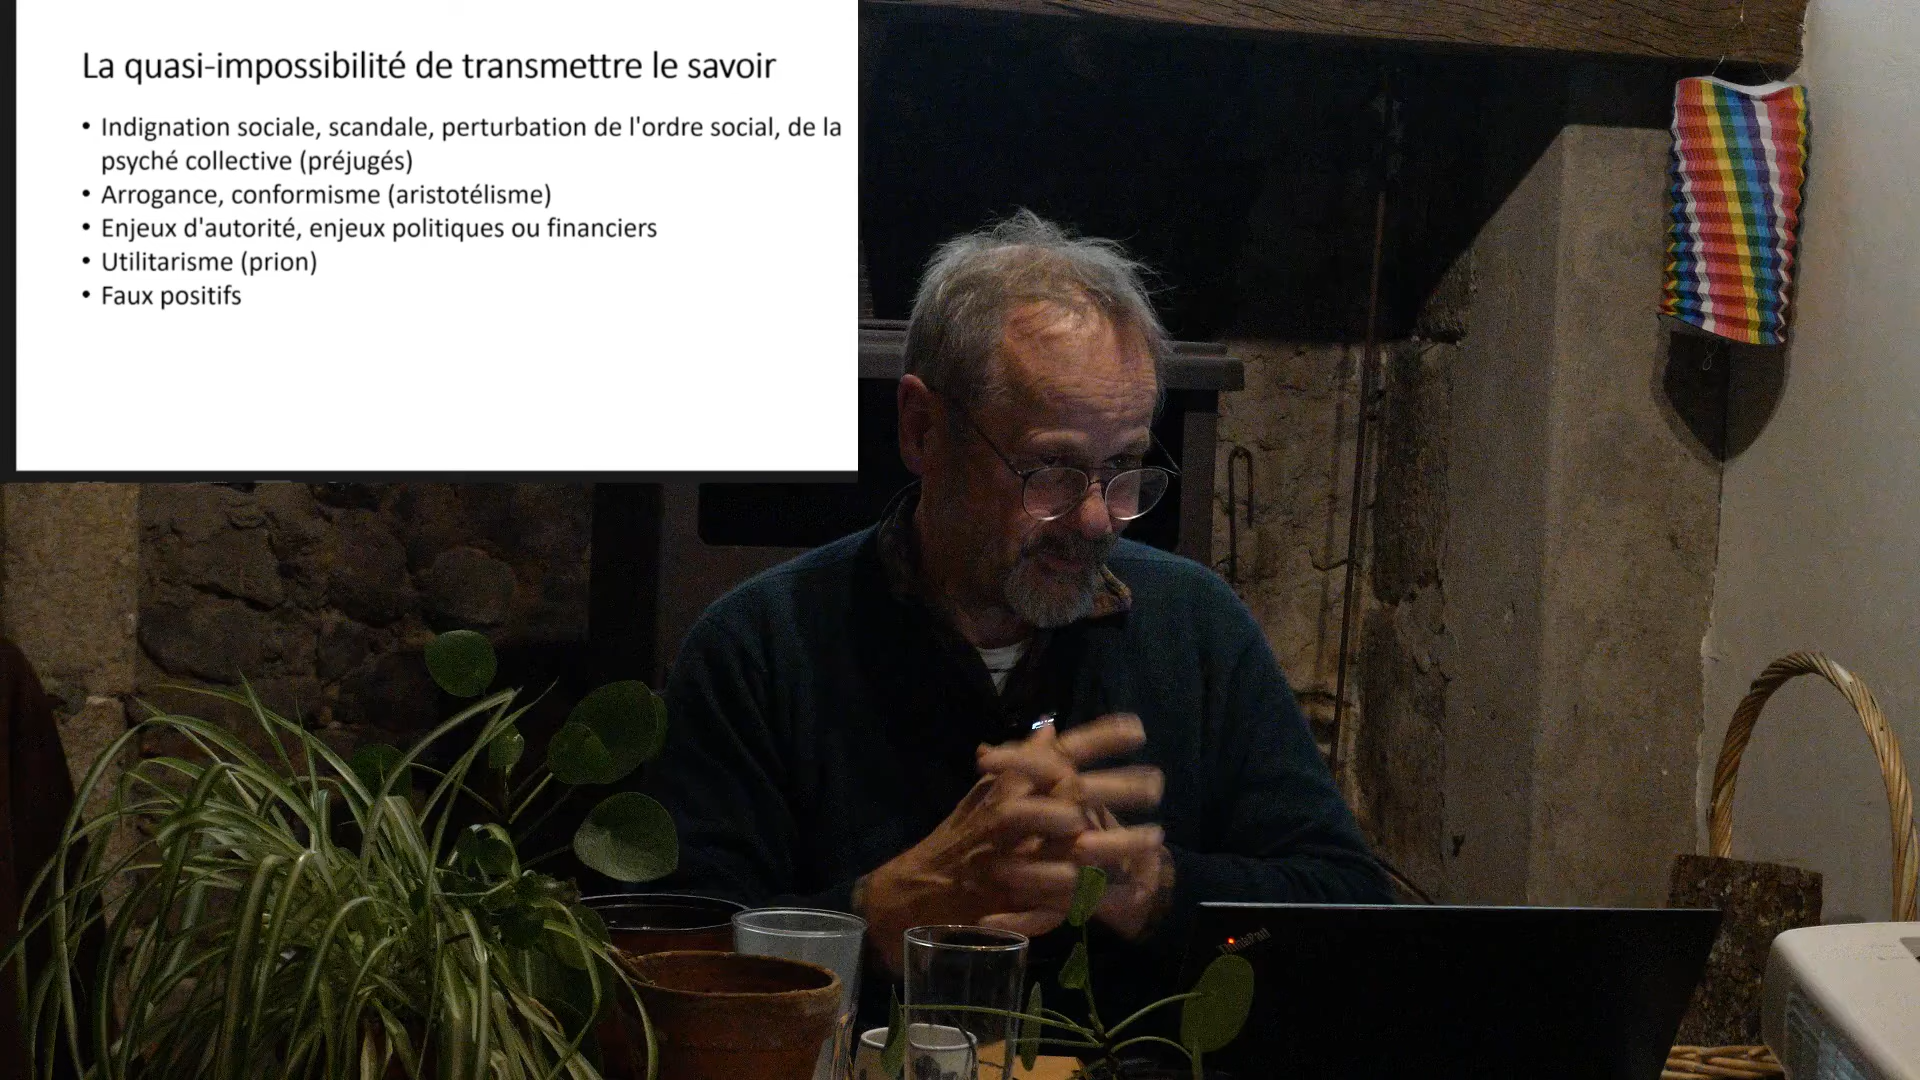 La quasi-impossibilité de transmettre le savoir
• Indignation sociale, scandale, perturbation de l'ordre social, de la
psyché collective (préjugés)
• Arrogance, conformisme (aristotélisme)
• Enjeux d'autorité, enjeux politiques ou financiers
• Utilitarisme (prion)
• Faux positifs
ThinkPad